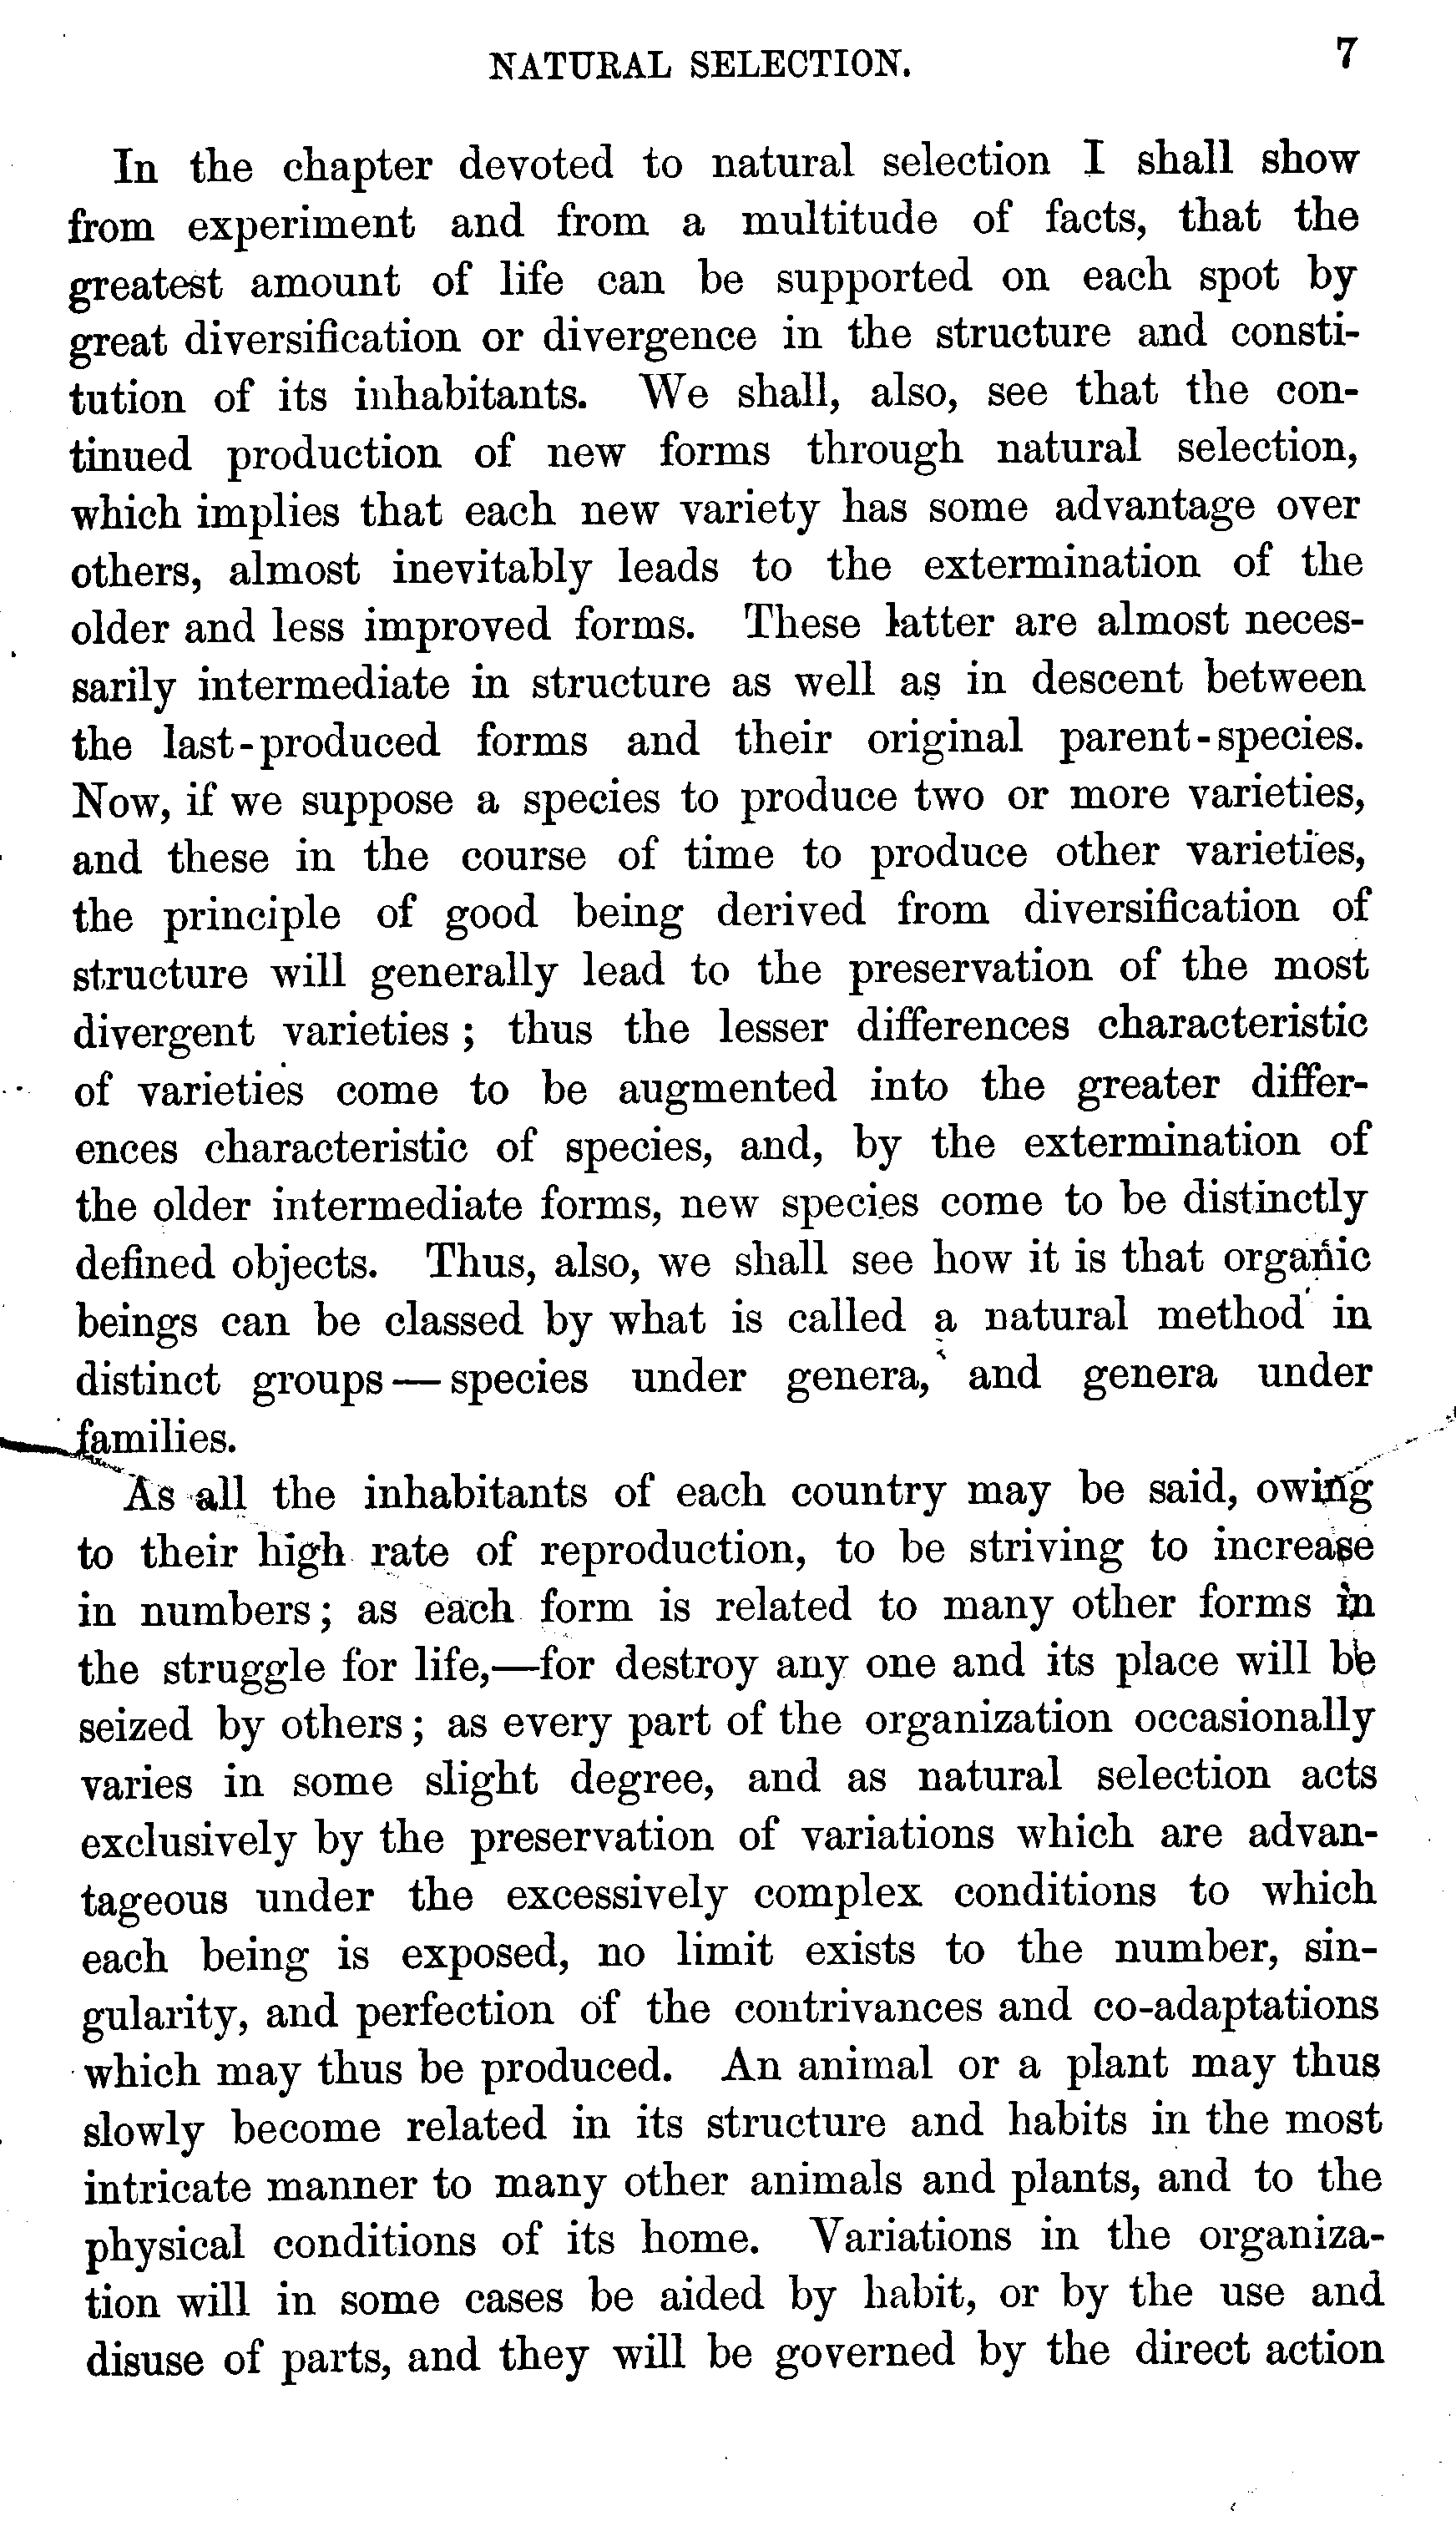 NATURAL SELECTION. 7
In the chapter devoted to natural selection I shall show
from experiment and from a multitude of facts, that the
greatest amount of life can be supported on each spot by
great diversification or divergence in the structure and consti-
tution of its inhabitants. We shall, also, see that the con-
tinued production of new forms through natural selection,
which implies that each new variety has some advantage over
others, almost inevitably leads to the extermination of the
older and less improved forms. These latter are almost neces-
sarily intermediate in structure as well as in descent between
the last-produced forms and their original parent-species.
Now, if we suppose a species to produce two or more varieties,
and these in the course of time to produce other varieties,
the principle of good being derived from diversification of
structure will generally lead to the preservation of the most
divergent varieties; thus the lesser differences characteristic
of varieties come to be augmented into the greater differ-
ences characteristic of species, and, by the extermination of
the older intermediate forms, new species come to be distinctly
defined objects. Thus, also, we shall see how it is that organic
beings can be classed by what is called a natural method in
distinct groups—species under genera, and genera under
families.
As all the inhabitants of each country may be said, owing
to their high rate of reproduction, to be striving to increase
in numbers; as each form is related to many other forms in
the struggle for life,—for destroy any one and its place will be
seized by others; as every part of the organization occasionally
varies in some slight degree, and as natural selection acts
exclusively by the preservation of variations which are advan-
tageous under the excessively complex conditions to which
each being is exposed, no limit exists to the number, sin-
gularity, and perfection of the contrivances and co-adaptations
which may thus be produced. An animal or a plant may thus
slowly become related in its structure and habits in the most
intricate manner to many other animals and plants, and to the
physical conditions of its home. Variations in the organiza-
tion will in some cases be aided by habit, or by the use and
disuse of parts, and they will be governed by the direct action